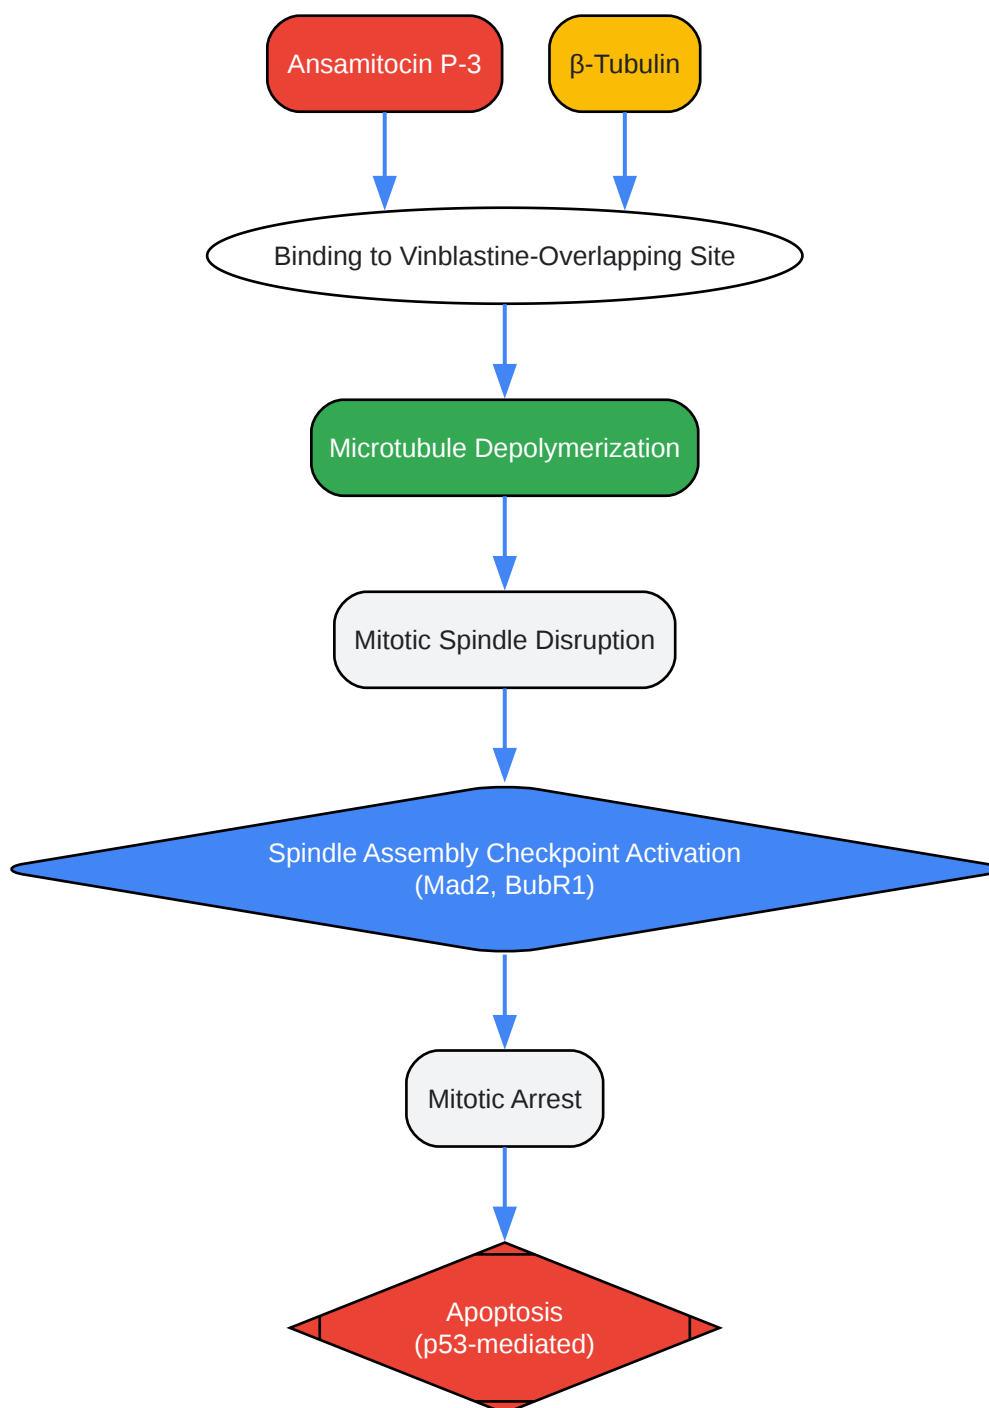 Ansamitocin P-3
β-Tubulin
Binding to Vinblastine-Overlapping Site
Microtubule Depolymerization
Mitotic Spindle Disruption
Spindle Assembly Checkpoint Activation
(Mad2, BubR1)
Mitotic Arrest
Apoptosis
(p53-mediated)